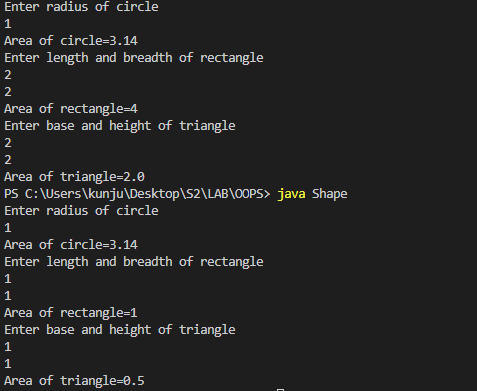 Enter radius of circle
1
Area of circle=3.14
Enter length and breadth of rectangle
2
2
Area of rectangle=4
Enter base and height of triangle
2
2
Area of triangle=2.0
PS C:\Users\kunju\Desktop\S2\LAB\OOPS> java Shape
Enter radius of circle
1
Area of circle=3.14
Enter length and breadth of rectangle
1
1
Area of rectangle=1
Enter base and height of triangle
1
1
Area of triangle=0.5